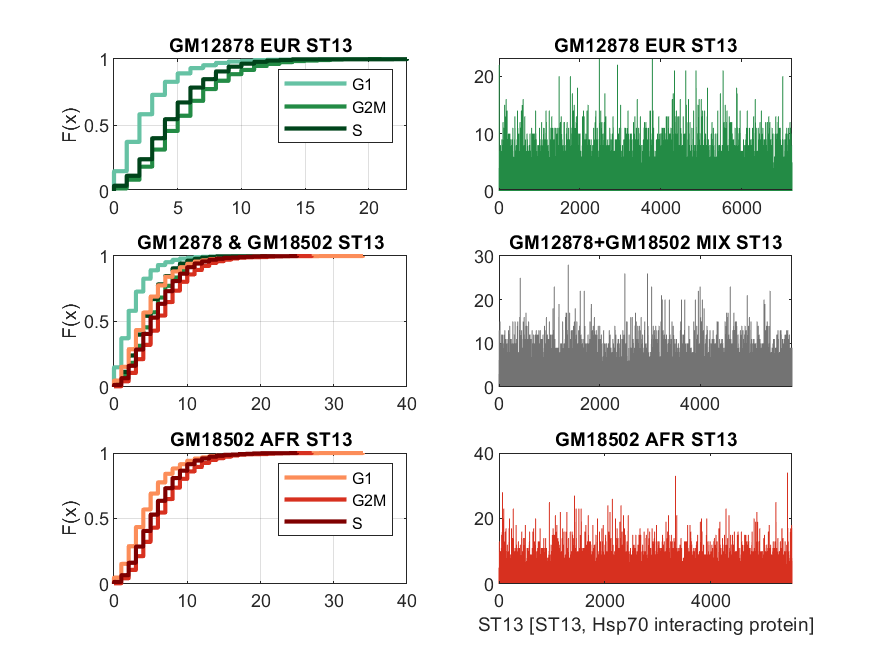 GM12878 EUR ST13
F(x)
1
0.5
0
0 5 10 15 20
G1
G2M
S
GM12878 EUR ST13
20
10
0
0 2000 4000 6000
GM12878 & GM18502 ST13
F(x)
1
0.5
0
0 10 20 30 40
GM12878+GM18502 MIX ST13
30
20
10
0
0 2000 4000
GM18502 AFR ST13
F(x)
1
0.5
0
0 10 20 30 40
G1
G2M
S
GM18502 AFR ST13
40
20
0
0 2000 4000
ST13 [ST13, Hsp70 interacting protein]